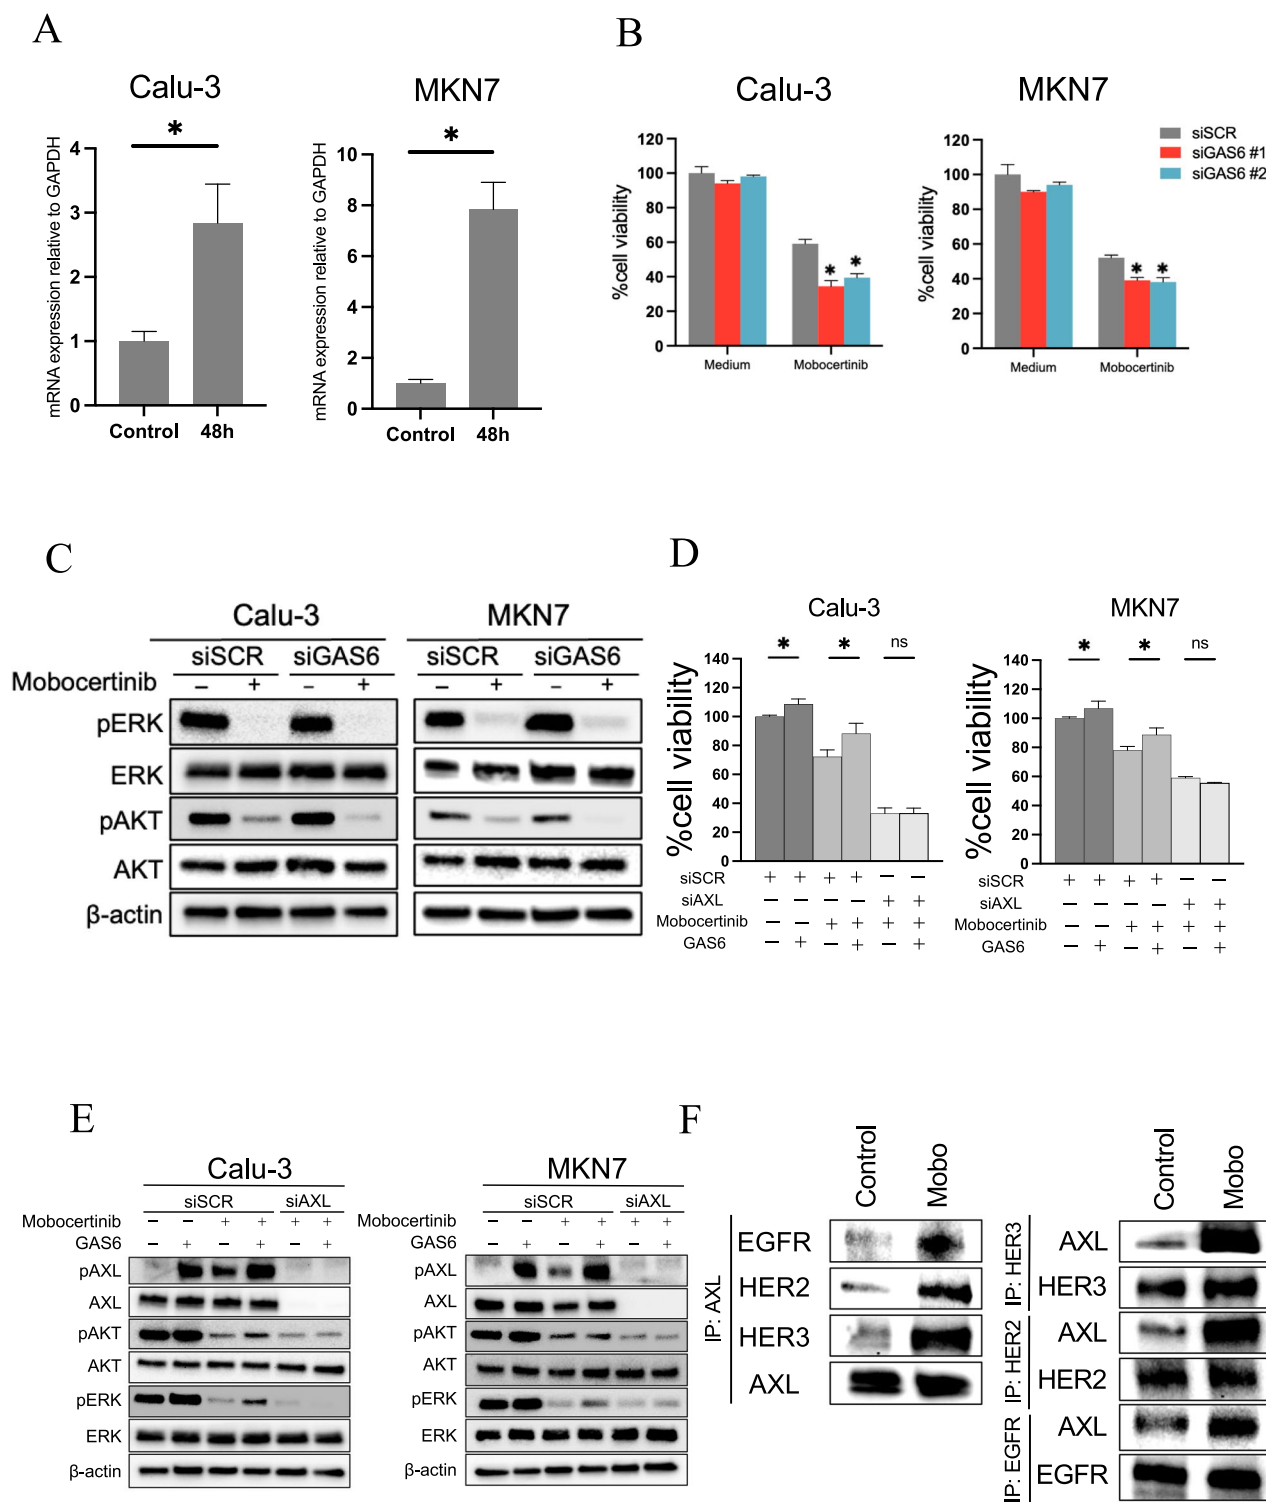 A
Calu-3
*
mRNA expression relative to GAPDH
4
3
2
1
0
Control 48h
MKN7
*
mRNA expression relative to GAPDH
10
8
6
4
2
0
Control 48h
B
Calu-3
%cell viability
120
100
80
60
40
20
0
* *
Medium Mobocertinib
MKN7
%cell viability
120
100
80
60
40
20
0
* *
Medium Mobocertinib
siSCR
siGAS6 #1
siGAS6 #2
C
Calu-3 MKN7
siSCR siGAS6 siSCR siGAS6
Mobocertinib − + − + − + − +
pERK
ERK
pAKT
AKT
β-actin
D
Calu-3
* * ns
%cell viability
140
120
100
80
60
40
20
0
siSCR + + + + − −
siAXL − − − − + +
Mobocertinib − − + + + +
GAS6 − + − + − +
MKN7
* * ns
%cell viability
140
120
100
80
60
40
20
0
siSCR + + + + − −
siAXL − − − − + +
Mobocertinib − − + + + +
GAS6 − + − + − +
E
Calu-3
siSCR siAXL
Mobocertinib − − + + + +
GAS6 − + − + − +
pAXL
AXL
pAKT
AKT
pERK
ERK
β-actin
MKN7
siSCR siAXL
Mobocertinib − − + + + +
GAS6 − + − + − +
pAXL
AXL
pAKT
AKT
pERK
ERK
β-actin
F
Control Mobo
IP: AXL
EGFR
HER2
HER3
AXL
Control Mobo
IP: HER3
AXL
HER3
IP: HER2
AXL
HER2
IP: EGFR
AXL
EGFR